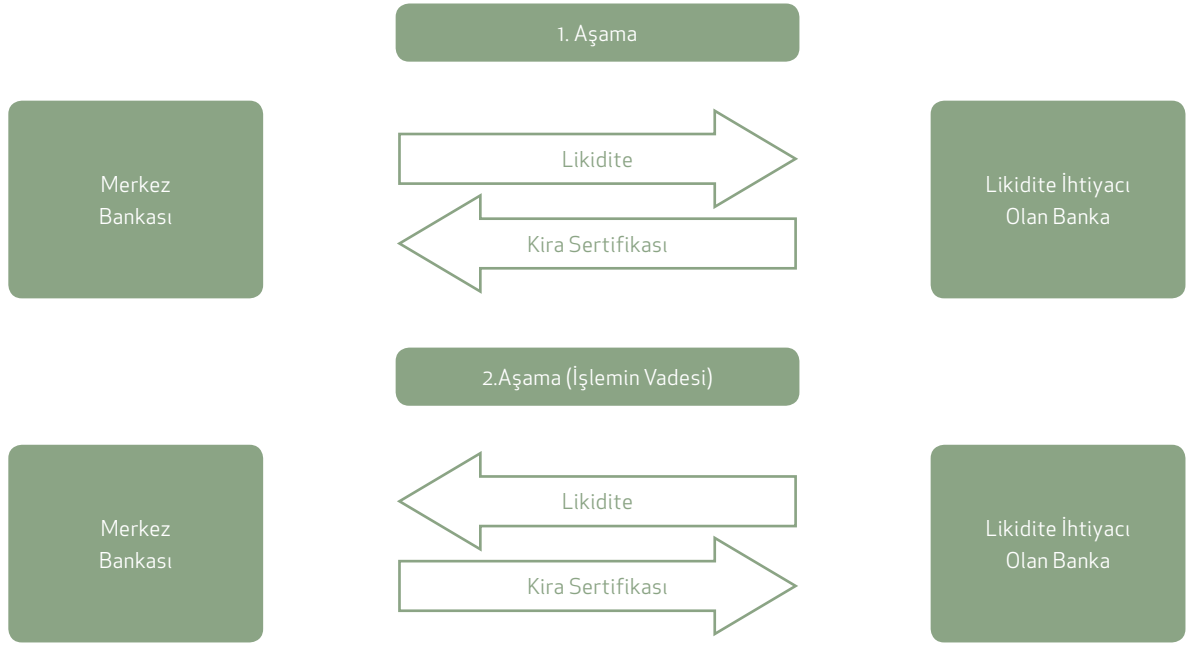 1. Aşama
Merkez
Bankası
Likidite
Kira Sertifikası
Likidite İhtiyacı
Olan Banka
2.Aşama (İşlemin Vadesi)
Merkez
Bankası
Likidite
Kira Sertifikası
Likidite İhtiyacı
Olan Banka